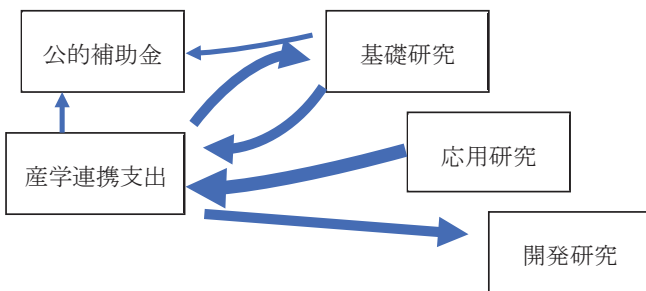 公的補助金
基礎研究
産学連携支出
応用研究
開発研究